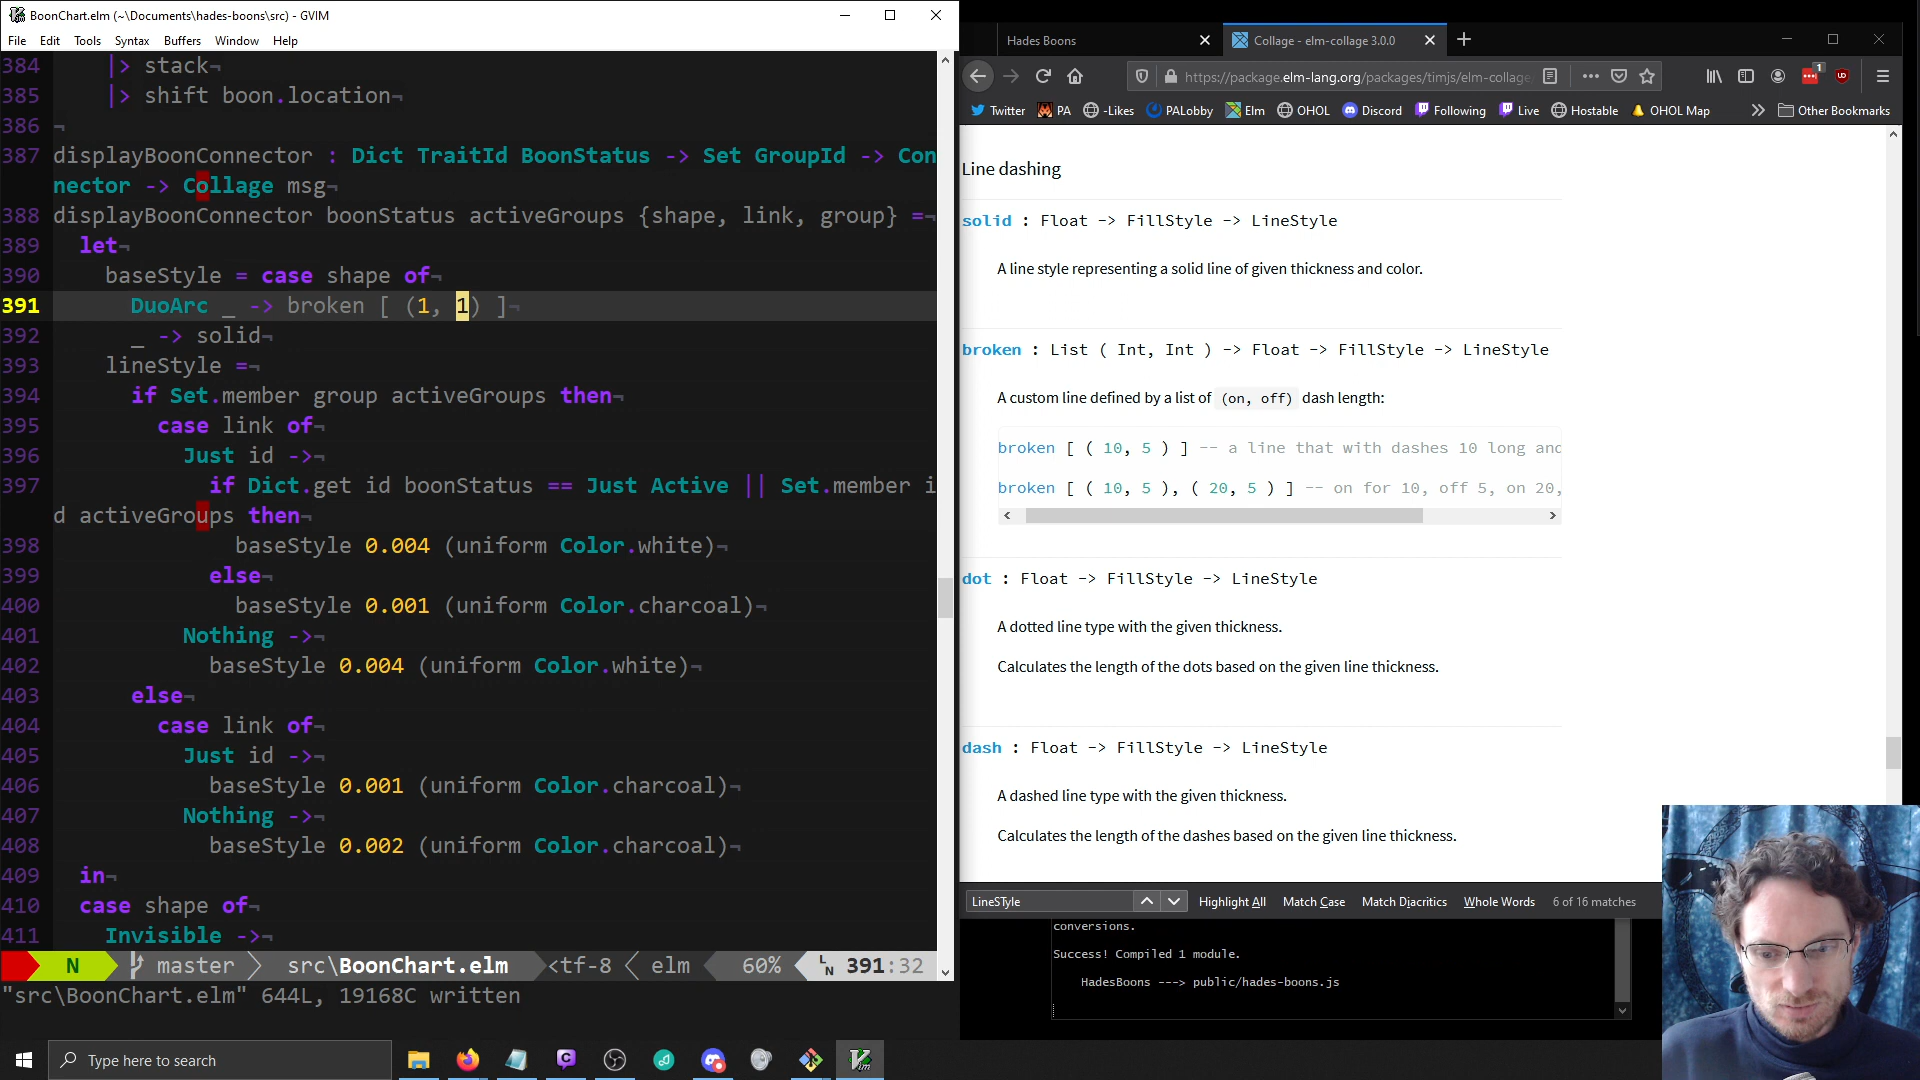 BoonChart.elm (~\Documents\hades-boons\src) - GVIM
File Edit Tools Syntax Buffers Window Help
384 |> stack¬
385 |> shift boon.location¬
386 ¬
387 displayBoonConnector : Dict TraitId BoonStatus -> Set GroupId -> Con
nector -> Collage msg¬
388 displayBoonConnector boonStatus activeGroups {shape, link, group} =¬
389 let¬
390 baseStyle = case shape of¬
391 DuoArc _ -> broken [ (1, 1) ]¬
392 _ -> solid¬
393 lineStyle =¬
394 if Set.member group activeGroups then¬
395 case link of¬
396 Just id ->¬
397 if Dict.get id boonStatus == Just Active || Set.member i
d activeGroups then¬
398 baseStyle 0.004 (uniform Color.white)¬
399 else¬
400 baseStyle 0.001 (uniform Color.charcoal)¬
401 Nothing ->¬
402 baseStyle 0.004 (uniform Color.white)¬
403 else¬
404 case link of¬
405 Just id ->¬
406 baseStyle 0.001 (uniform Color.charcoal)¬
407 Nothing ->¬
408 baseStyle 0.002 (uniform Color.charcoal)¬
409 in¬
410 case shape of¬
411 Invisible ->¬
N master src\BoonChart.elm <tf-8 elm 60% LN 391:32
"src\BoonChart.elm" 644L, 19168C written
Hades Boons
Collage - elm-collage 3.0.0
https://package.elm-lang.org/packages/timjs/elm-collage
1
Twitter PA -Likes PALobby Elm OHOL Discord Following Live Hostable OHOL Map Other Bookmarks
Line dashing
solid : Float -> FillStyle -> LineStyle
A line style representing a solid line of given thickness and color.
broken : List ( Int, Int ) -> Float -> FillStyle -> LineStyle
A custom line defined by a list of (on, off) dash length:
broken [ ( 10, 5 ) ] -- a line that with dashes 10 long and
broken [ ( 10, 5 ), ( 20, 5 ) ] -- on for 10, off 5, on 20,
dot : Float -> FillStyle -> LineStyle
A dotted line type with the given thickness.
Calculates the length of the dots based on the given line thickness.
dash : Float -> FillStyle -> LineStyle
A dashed line type with the given thickness.
Calculates the length of the dashes based on the given line thickness.
LineSTyle Highlight All Match Case Match Diacritics Whole Words 6 of 16 matches
conversions.
Success! Compiled 1 module.
HadesBoons ---> public/hades-boons.js
Type here to search